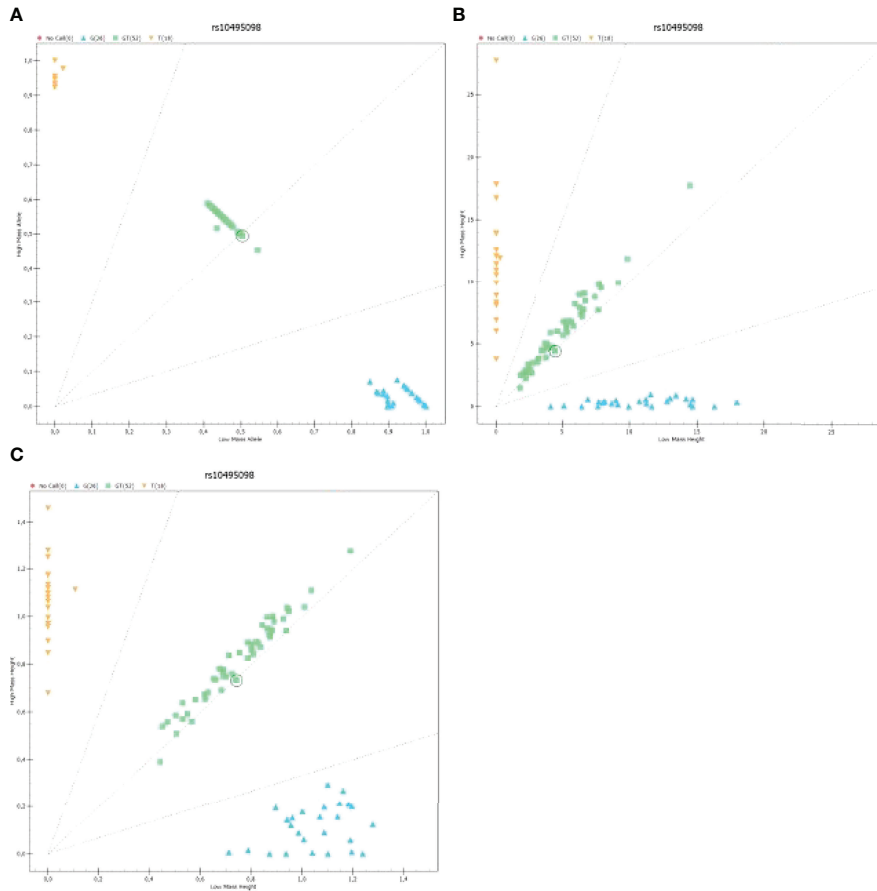 A
rs10495098
No Call(0) G(26) GT(52) T(18)
1,0
0,9
0,8
0,7
0,6
0,5
0,4
0,3
0,2
0,1
0,0
High Mass Allele
0,0 0,1 0,2 0,3 0,4 0,5 0,6 0,7 0,8 0,9 1,0
Low Mass Allele
B
rs10495098
No Call(0) G(26) GT(52) T(18)
25
20
15
10
5
0
High Mass Height
0 5 10 15 20 25
Low Mass Height
C
rs10495098
No Call(0) G(26) GT(52) T(18)
1,4
1,2
1,0
0,8
0,6
0,4
0,2
0,0
High Mass Height
0,0 0,2 0,4 0,6 0,8 1,0 1,2 1,4
Low Mass Height